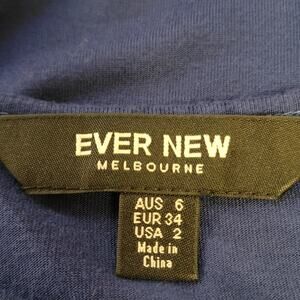 EVER NEW
MELBOURNE
AUS 6
EUR 34
USA 2
Made in
China